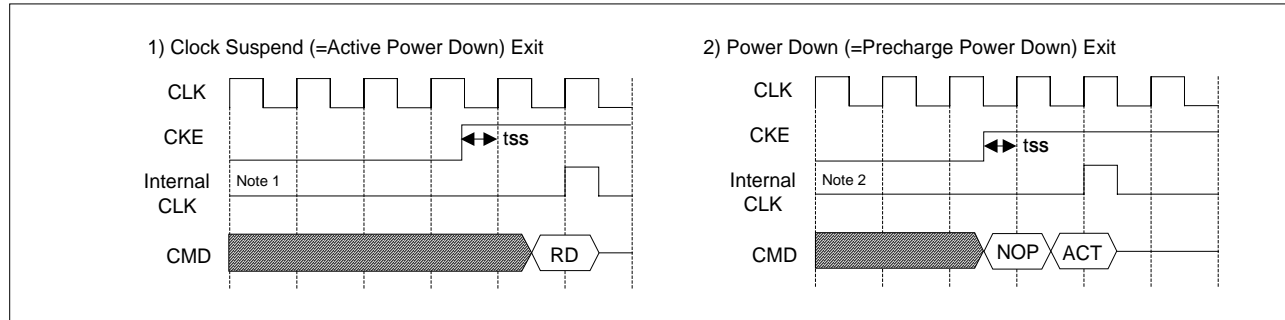 1) Clock Suspend (=Active Power Down) Exit
CLK
CKE
tss
Internal
CLK
Note 1
CMD
RD
2) Power Down (=Precharge Power Down) Exit
CLK
CKE
tss
Internal
CLK
Note 2
CMD
NOP
ACT